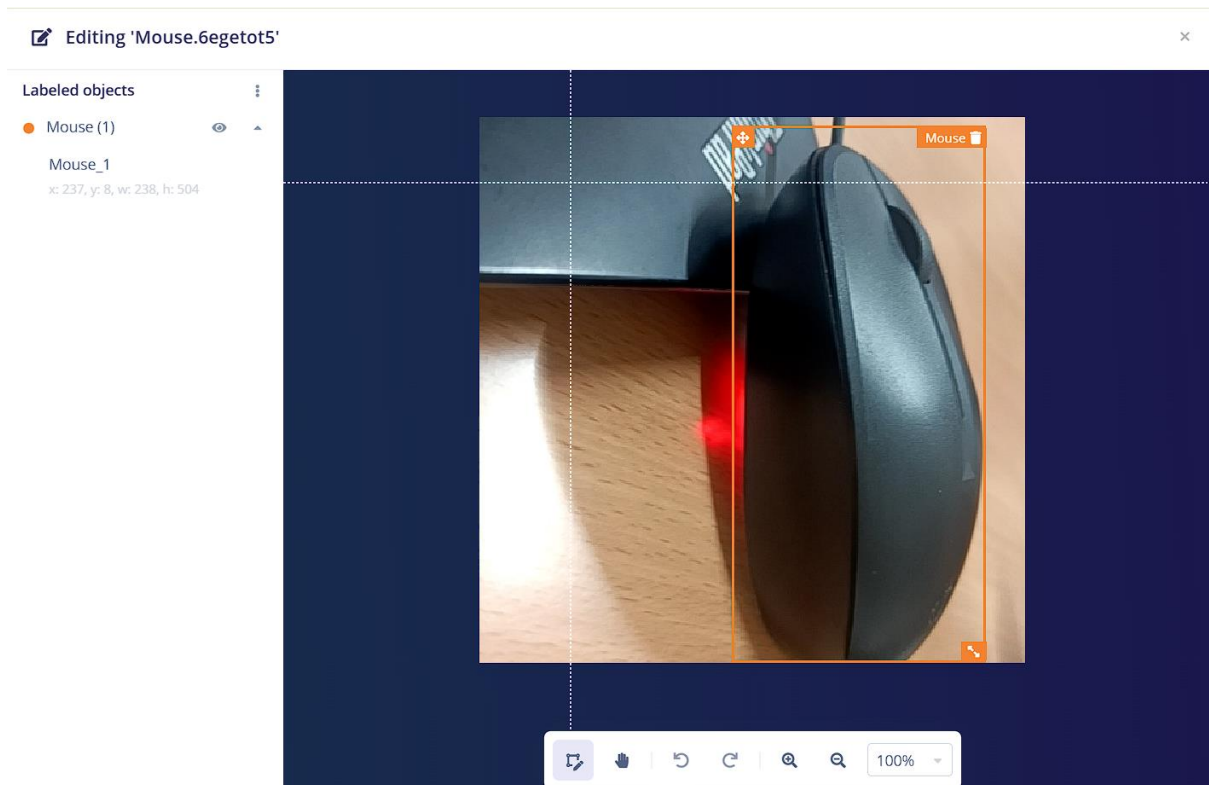 Editing 'Mouse.6egetot5'
Labeled objects
Mouse (1)
Mouse_1
x: 237, y: 8, w: 238, h: 504
Mouse
100%